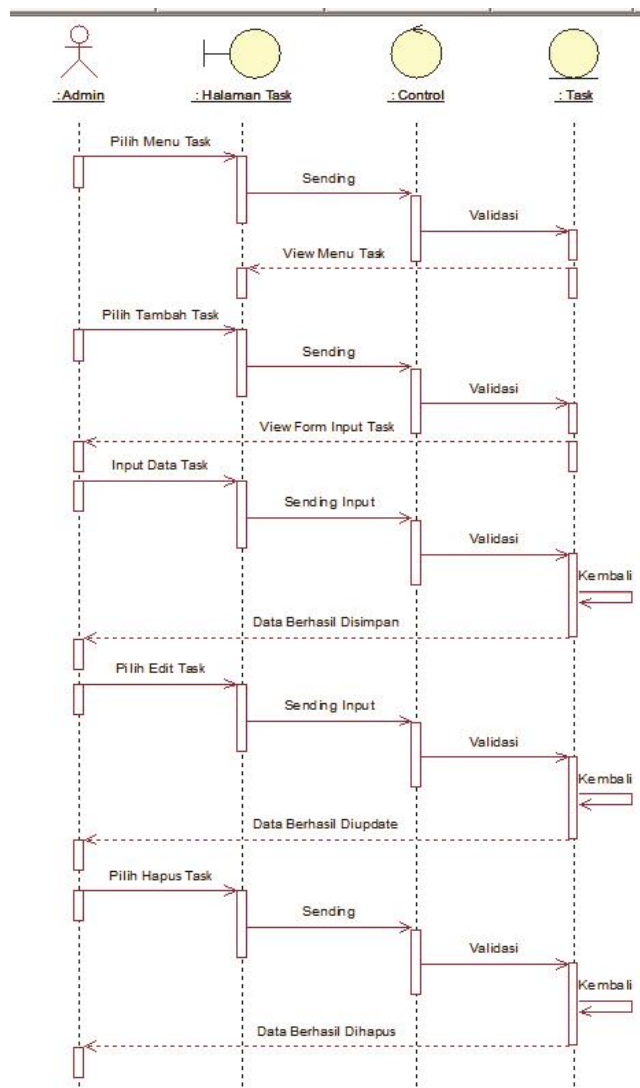 : Admin
: Halaman Task
: Control
: Task
Pilih Menu Task
Sending
Validasi
View Menu Task
Pilih Tambah Task
Sending
Validasi
View Form Input Task
Input Data Task
Sending Input
Validasi
Kembali
Data Berhasil Disimpan
Pilih Edit Task
Sending Input
Validasi
Kembali
Data Berhasil Diupdate
Pilih Hapus Task
Sending
Validasi
Kembali
Data Berhasil Dihapus